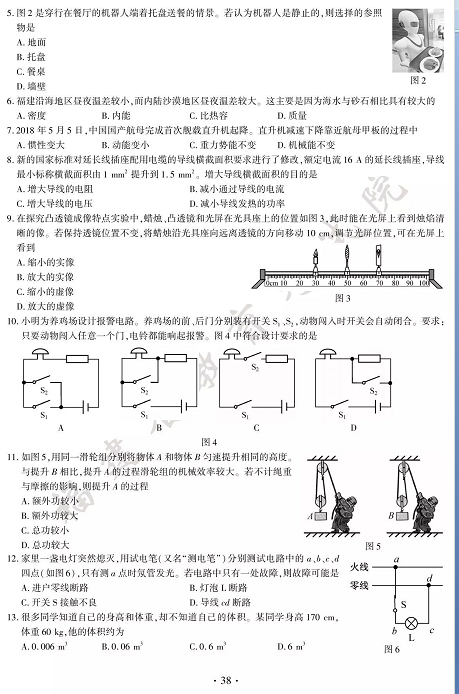 5. 图 2 是穿行在餐厅的机器人端着托盘送餐的情景。若认为机器人是静止的,则选择的参照
物是
A. 地面
B. 托盘
C. 餐桌
D. 墙壁
图 2
6. 福建沿海地区昼夜温差较小,而内陆沙漠地区昼夜温差较大。这主要是因为海水与砂石相比具有较大的
A. 密度 B. 内能 C. 比热容 D. 质量
7. 2018 年 5 月 5 日,中国国产航母完成首次舰载直升机起降。直升机减速下降靠近航母甲板的过程中
A. 惯性变大 B. 动能变小 C. 重力势能不变 D. 机械能不变
8. 新的国家标准对延长线插座配用电缆的导线横截面积要求进行了修改,额定电流 16 A 的延长线插座,导线
最小标称横截面积由 1 mm² 提升到 1.5 mm²。增大导线横截面积的目的是
A. 增大导线的电阻 B. 减小通过导线的电流
C. 增大导线的电压 D. 减小导线发热的功率
9. 在探究凸透镜成像特点实验中,蜡烛、凸透镜和光屏在光具座上的位置如图 3,此时能在光屏上看到烛焰清
晰的像。若保持透镜位置不变,将蜡烛沿光具座向远离透镜的方向移动 10 cm,调节光屏位置,可在光屏上
看到
A. 缩小的实像
B. 放大的实像
C. 缩小的虚像
D. 放大的虚像
0cm 10 20 30 40 50 60 70 80 90 100
图 3
10. 小明为养鸡场设计报警电路。养鸡场的前、后门分别装有开关 S₁、S₂,动物闯入时开关会自动闭合。要求:
只要动物闯入任意一个门,电铃都能响起报警。图 4 中符合设计要求的是
S₂ S₂ S₂ S₂
S₁ S₁ S₁ S₁
A B C D
图 4
11. 如图 5,用同一滑轮组分别将物体 A 和物体 B 匀速提升相同的高度。
与提升 B 相比,提升 A 的过程滑轮组的机械效率较大。若不计绳重
与摩擦的影响,则提升 A 的过程
A. 额外功较小
B. 额外功较大
C. 总功较小
D. 总功较大
A B
图 5
12. 家里一盏电灯突然熄灭,用试电笔(又名“测电笔”)分别测试电路中的 a、b、c、d
四点(如图 6),只有测 a 点时氖管发光。若电路中只有一处故障,则故障可能是
A. 进户零线断路 B. 灯泡 L 断路
C. 开关 S 接触不良 D. 导线 cd 断路
13. 很多同学知道自己的身高和体重,却不知道自己的体积。某同学身高 170 cm,
体重 60 kg,他的体积约为
A. 0.006 m³ B. 0.06 m³ C. 0.6 m³ D. 6 m³
火线 a
零线 d
S
b L c
图 6
· 38 ·